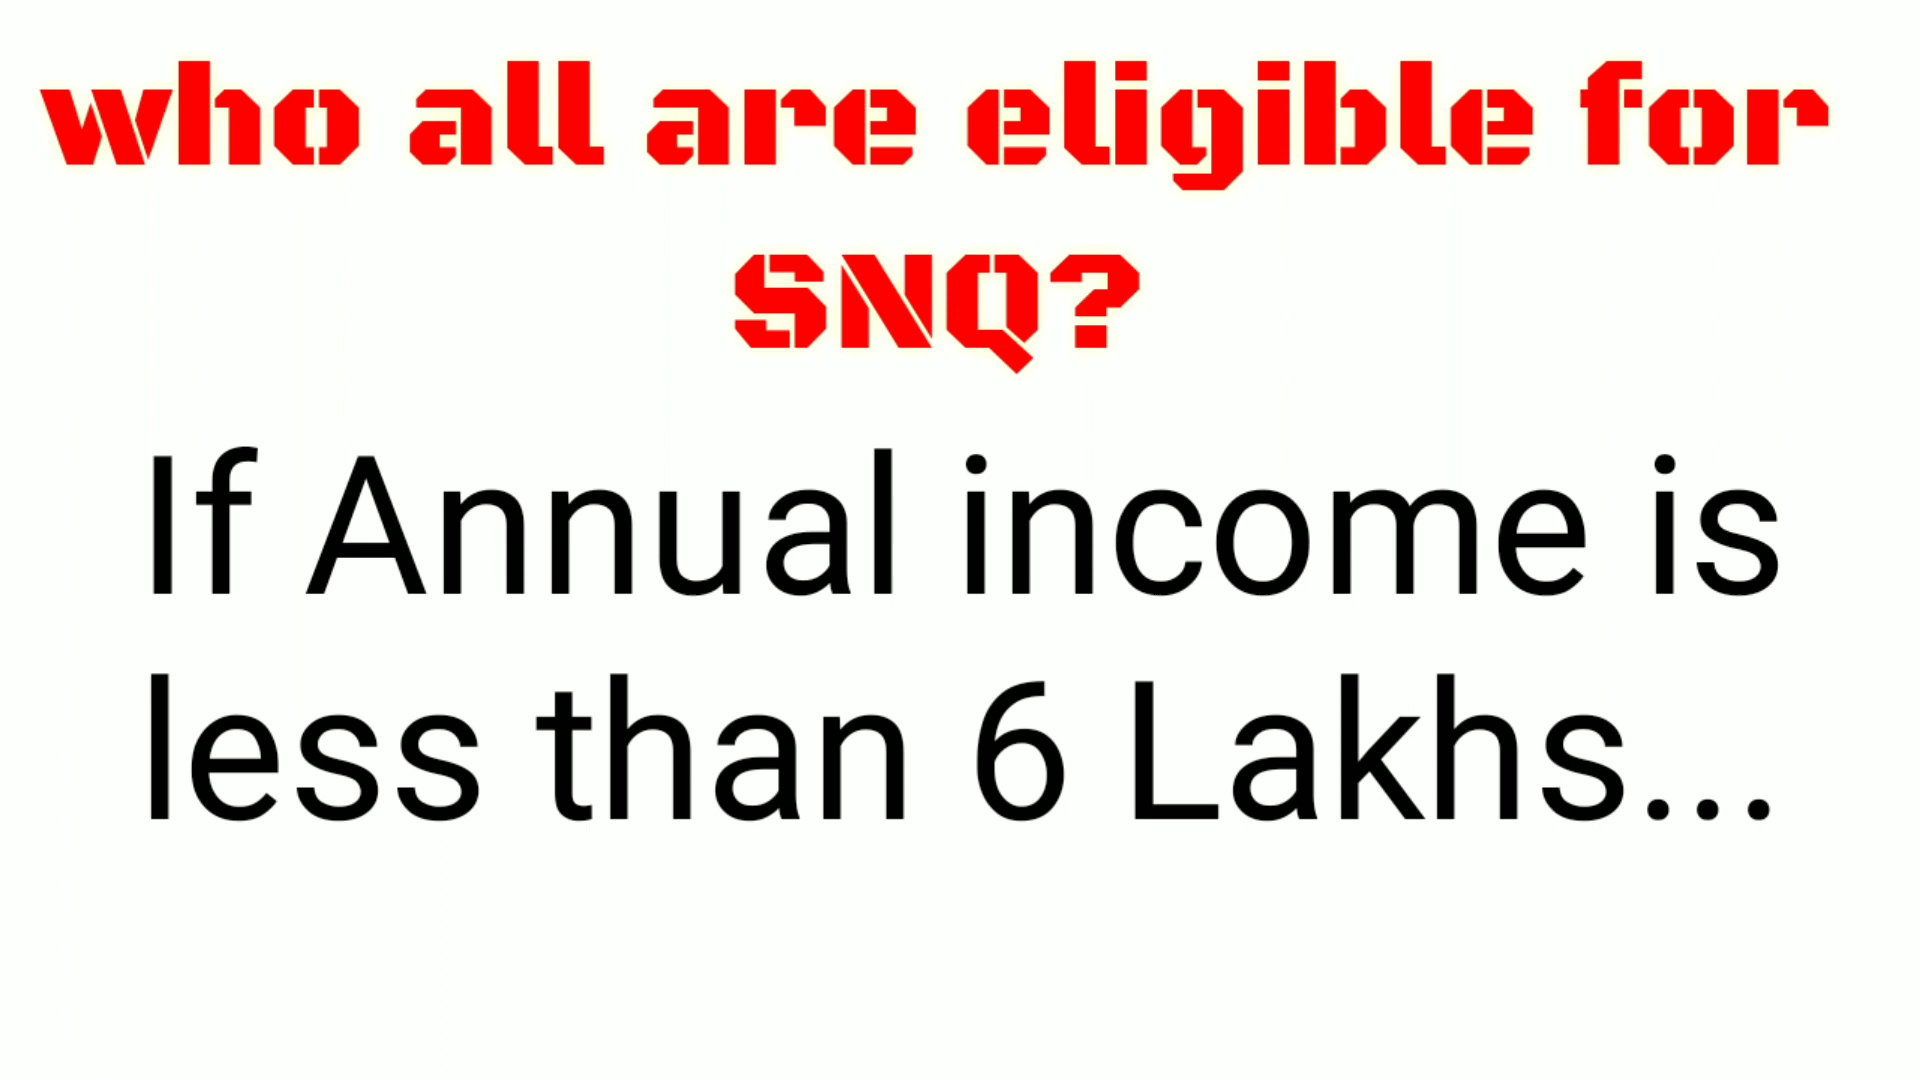 who all are eligible for
SNQ?
If Annual income is
less than 6 Lakhs...